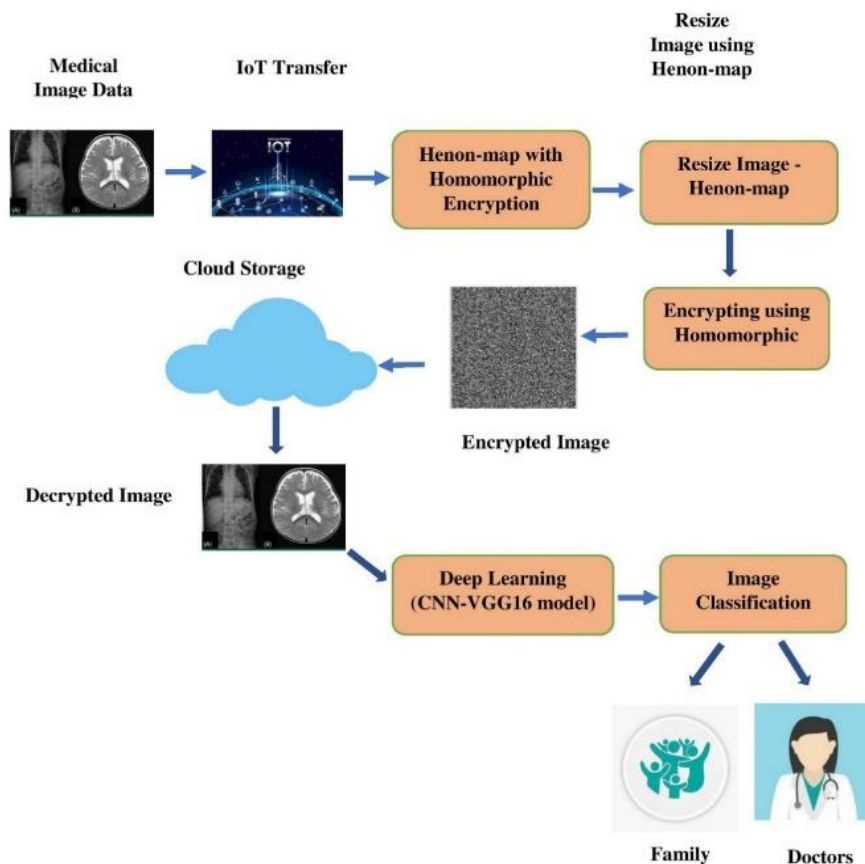 Medical
Image Data
IoT Transfer
Resize
Image using
Henon-map
(A)
(B)
IOT
Henon-map with
Homomorphic
Encryption
Resize Image -
Henon-map
Cloud Storage
Encrypting using
Homomorphic
Encrypted Image
Decrypted Image
(A)
(B)
Deep Learning
(CNN-VGG16 model)
Image
Classification
Family
Doctors